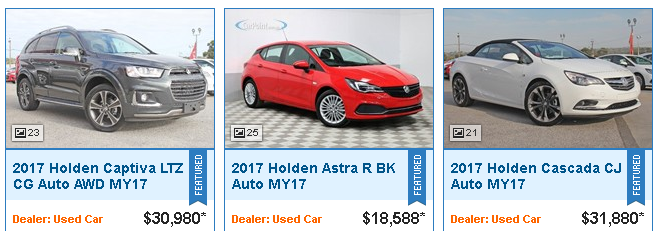 CarPoint
23
25
21
2017 Holden Captiva LTZ
CG Auto AWD MY17
FEATURED
Dealer: Used Car
$30,980*
2017 Holden Astra R BK
Auto MY17
FEATURED
Dealer: Used Car
$18,588*
2017 Holden Cascada CJ
Auto MY17
FEATURED
Dealer: Used Car
$31,880*